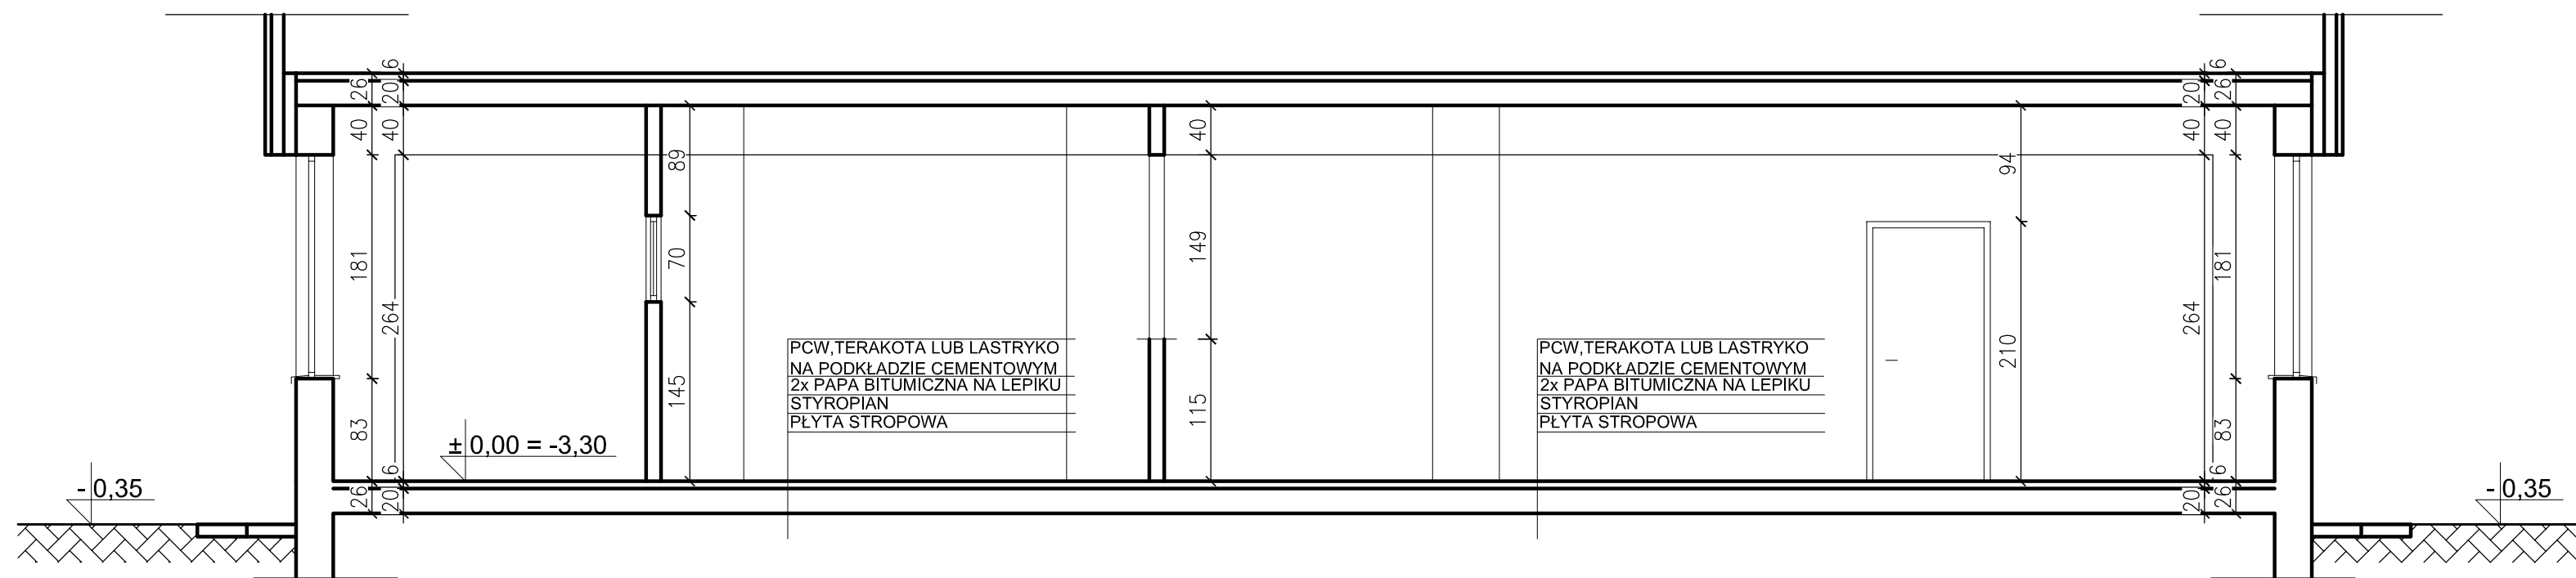 26
6
20
6
20
26
40
40
40
40
40
89
94
181
149
181
70
264
264
210
PCW,TERAKOTA LUB LASTRYKO
NA PODKŁADZIE CEMENTOWYM
2x PAPA BITUMICZNA NA LEPIKU
STYROPIAN
PŁYTA STROPOWA
PCW,TERAKOTA LUB LASTRYKO
NA PODKŁADZIE CEMENTOWYM
2x PAPA BITUMICZNA NA LEPIKU
STYROPIAN
PŁYTA STROPOWA
145
115
83
83
± 0,00 = -3,30
6
6
- 0,35
- 0,35
26
20
20
26